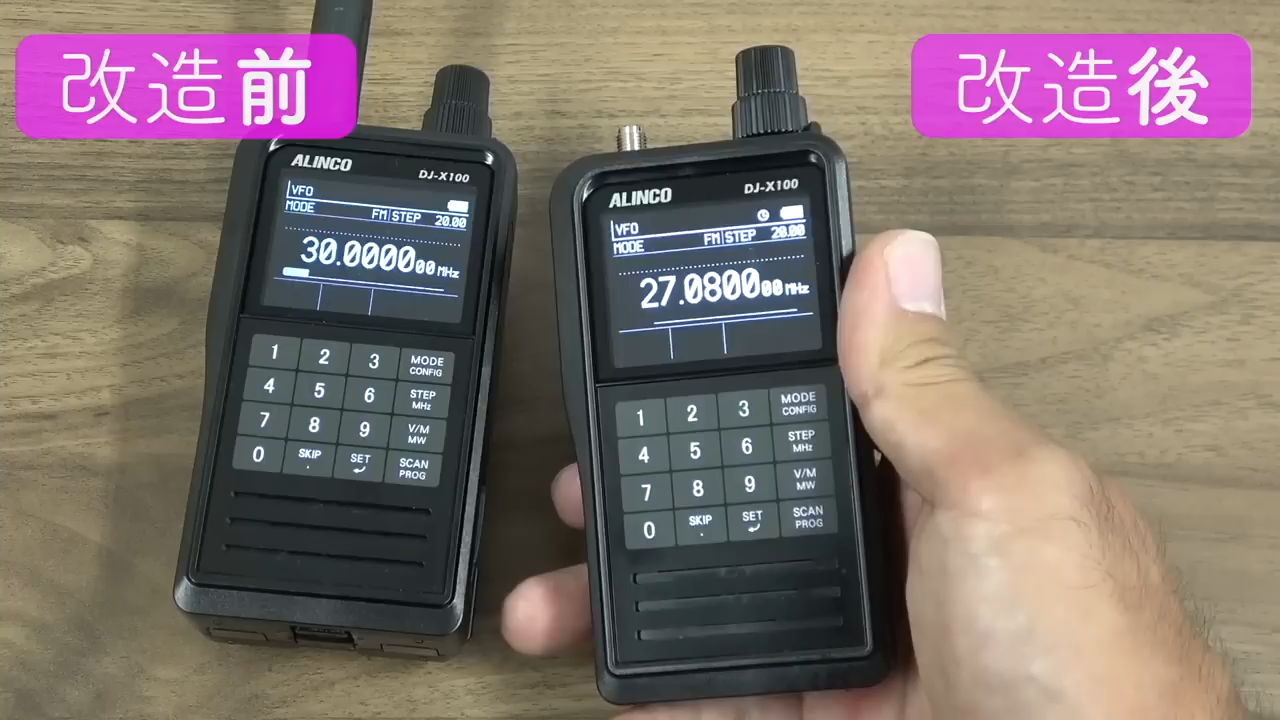 改造前
改造後
ALINCO
DJ-X100
VFO
MODE FM STEP 20.00
30.000000 MHz
1 2 3 MODE CONFIG
4 5 6 STEP MHz
7 8 9 V/M MW
0 SKIP . SET SCAN PROG
ALINCO
DJ-X100
VFO
MODE FM STEP 20.00
27.080000 MHz
1 2 3 MODE CONFIG
4 5 6 STEP MHz
7 8 9 V/M MW
0 SKIP . SET SCAN PROG